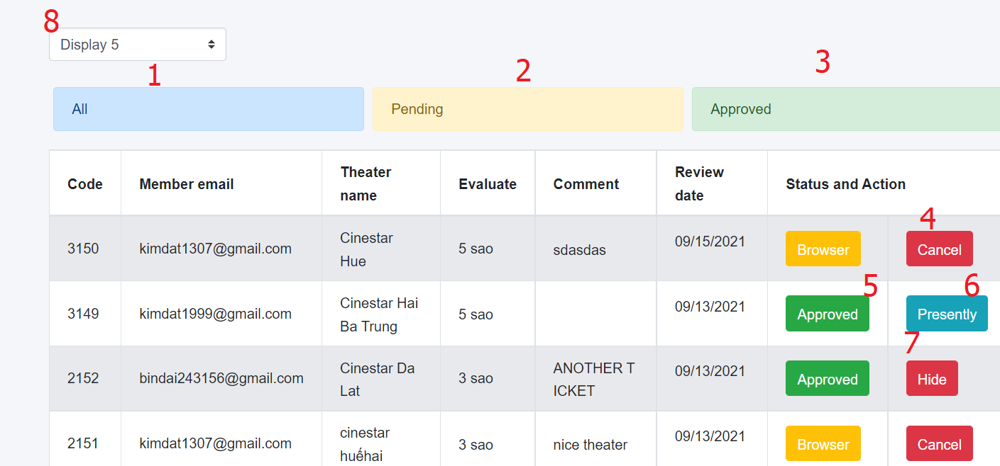 8
Display 5
1
2
3
All
Pending
Approved
Code
Member email
Theater
name
Evaluate
Comment
Review
date
Status and Action
4
3150
kimdat1307@gmail.com
Cinestar
Hue
5 sao
sdasdas
09/15/2021
Browser
Cancel
5
6
3149
kimdat1999@gmail.com
Cinestar Hai
Ba Trung
5 sao
09/13/2021
Approved
Presently
7
2152
bindai243156@gmail.com
Cinestar Da
Lat
3 sao
ANOTHER T
ICKET
09/13/2021
Approved
Hide
2151
kimdat1307@gmail.com
cinestar
huếhai
3 sao
nice theater
09/13/2021
Browser
Cancel